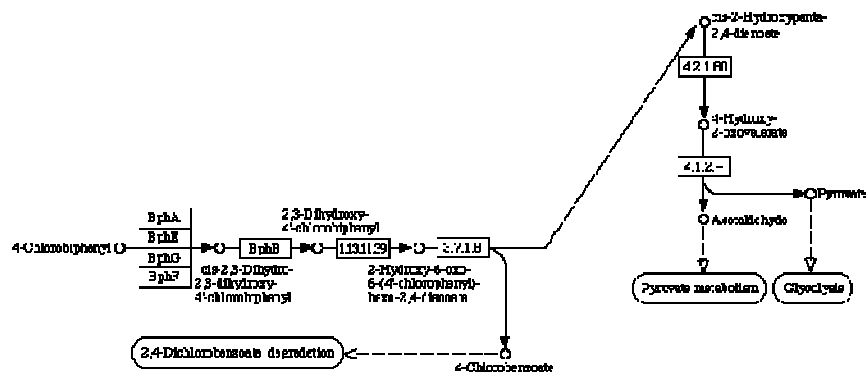 cis-2-Hydroxypenta-
2,4-dienoate
4.2.1.80
4-Hydroxy-
2-oxovalerate
4.1.2.-
Pyruvate
Acetaldehyde
Pyruvate metabolism
Glycolysis
2,3-Dihydroxy-
4'-chlorobiphenyl
BphA
BphE
BphG
BphF
4-Chlorobiphenyl
BphB
1.13.11.39
3.7.1.8
cis-2,3-Dihydro-
2,3-dihydroxy-
4'-chlorobiphenyl
2-Hydroxy-6-oxo-
6-(4'-chlorophenyl)-
hexa-2,4-dienoate
2,4-Dichlorobenzoate degradation
4-Chlorobenzoate